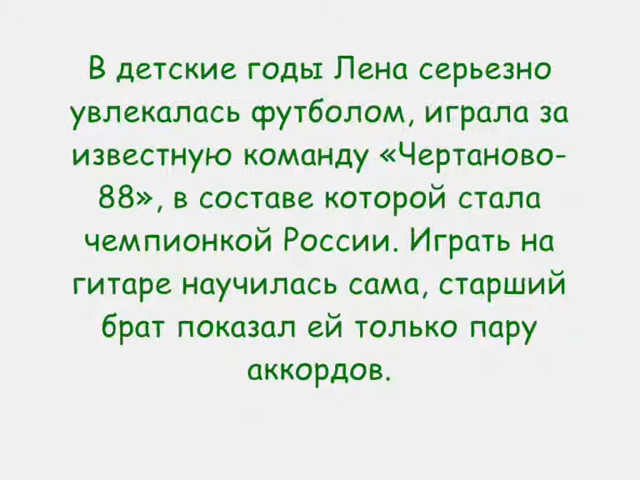 В детские годы Лена серьезно
увлекалась футболом, играла за
известную команду «Чертаново-
88», в составе которой стала
чемпионкой России. Играть на
гитаре научилась сама, старший
брат показал ей только пару
аккордов.